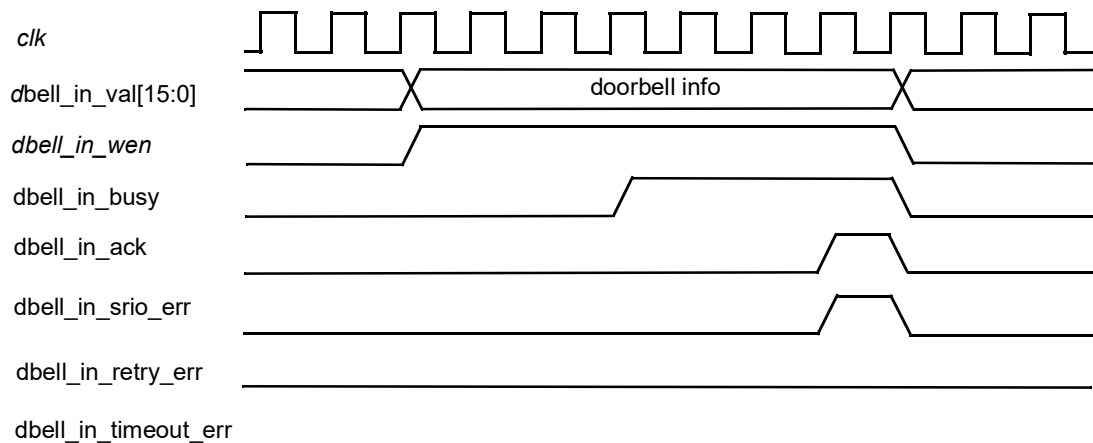 clk
dbell_in_val[15:0]
doorbell info
dbell_in_wen
dbell_in_busy
dbell_in_ack
dbell_in_srio_err
dbell_in_retry_err
dbell_in_timeout_err